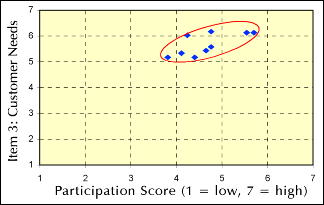 Item 3: Customer Needs
7
6
5
4
3
2
1
1 2 3 4 5 6 7
Participation Score (1 = low, 7 = high)